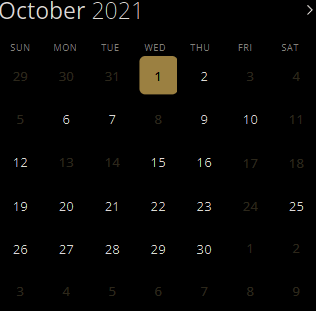 October 2021
SUN MON TUE WED THU FRI SAT
29 30 31 1 2 3 4
5 6 7 8 9 10 11
12 13 14 15 16 17 18
19 20 21 22 23 24 25
26 27 28 29 30 1 2
3 4 5 6 7 8 9